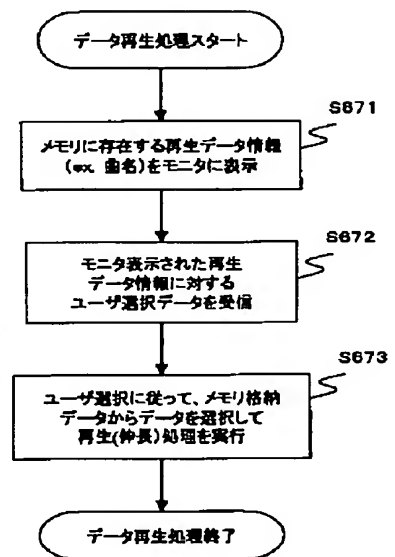 データ再生処理スタート
S671
メモリに存在する再生データ情報
(ex. 曲名)をモニタに表示
S672
モニタ表示された再生
データ情報に対する
ユーザ選択データを受信
S673
ユーザ選択に従って、メモリ格納
データからデータを選択して
再生(伸長)処理を実行
データ再生処理終了